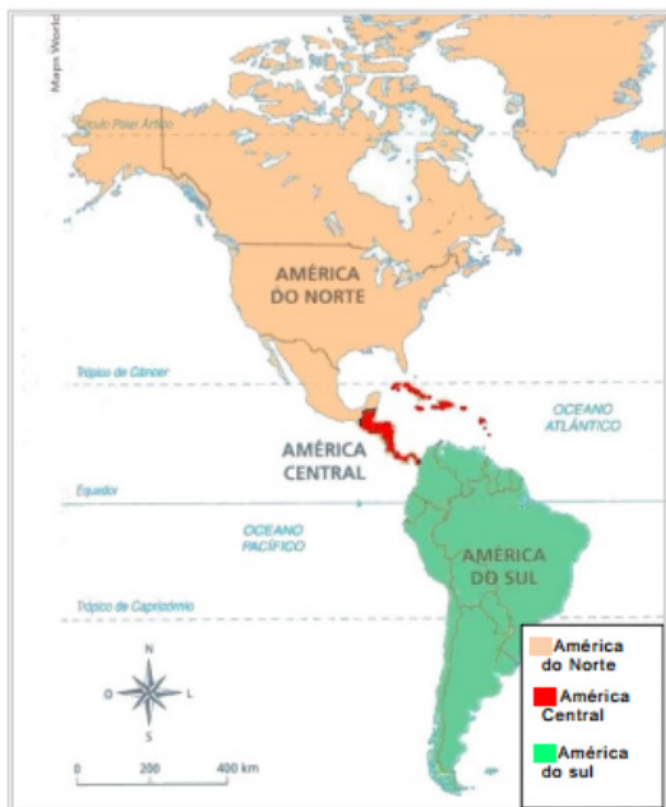 Maps World
Círculo Polar Ártico
AMÉRICA
DO NORTE
Trópico de Câncer
OCEANO
ATLÂNTICO
AMÉRICA
CENTRAL
Equador
OCEANO
PACÍFICO
AMÉRICA
DO SUL
Trópico de Capricórnio
América
do Norte
América
Central
América
do sul
N
O
L
S
0 200 400 km